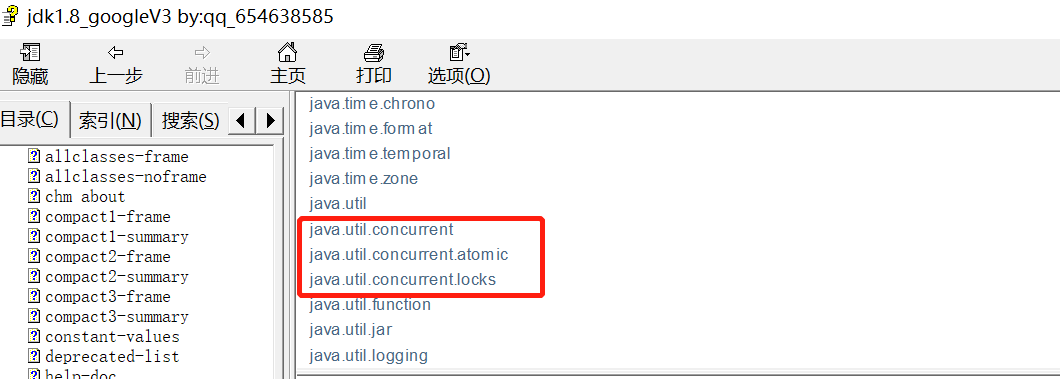 jdk1.8_googleV3 by:qq_654638585
隐藏 上一步 前进 主页 打印 选项(O)
目录(C) 索引(N) 搜索(S)
allclasses-frame
allclasses-noframe
chm about
compact1-frame
compact1-summary
compact2-frame
compact2-summary
compact3-frame
compact3-summary
constant-values
deprecated-list
help-doc
java.time.chrono
java.time.format
java.time.temporal
java.time.zone
java.util
java.util.concurrent
java.util.concurrent.atomic
java.util.concurrent.locks
java.util.function
java.util.jar
java.util.logging